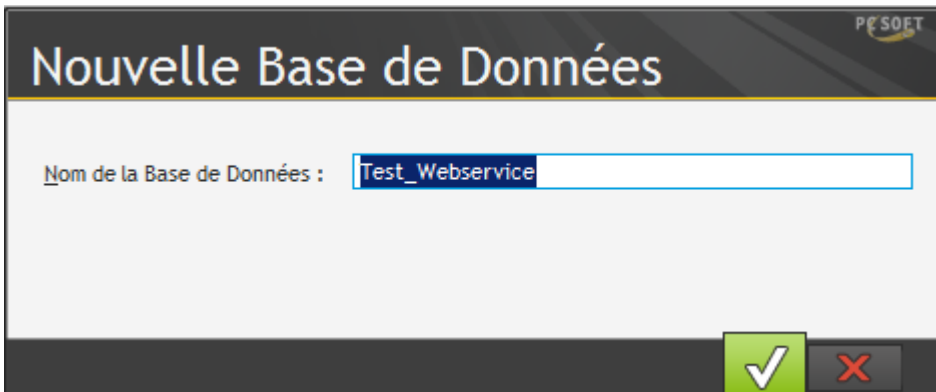 PC SOFT
Nouvelle Base de Données
Nom de la Base de Données :
Test_Webservice